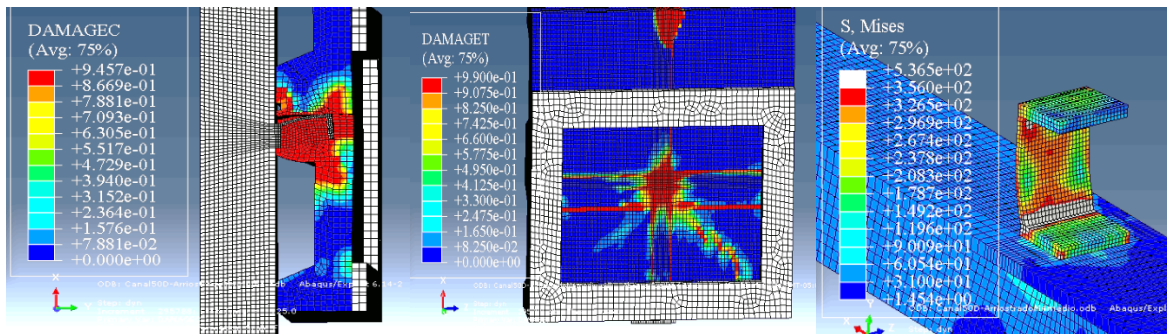 DAMAGEC
(Avg: 75%)
+9.457e-01
+8.669e-01
+7.881e-01
+7.093e-01
+6.305e-01
+5.517e-01
+4.729e-01
+3.940e-01
+3.152e-01
+2.364e-01
+1.576e-01
+7.881e-02
+0.000e+00
DAMAGET
(Avg: 75%)
+9.900e-01
+9.075e-01
+8.250e-01
+7.425e-01
+6.600e-01
+5.775e-01
+4.950e-01
+4.125e-01
+3.300e-01
+2.475e-01
+1.650e-01
+8.250e-02
+0.000e+00
S, Mises
(Avg: 75%)
+5.365e+02
+3.560e+02
+3.265e+02
+2.969e+02
+2.674e+02
+2.378e+02
+2.083e+02
+1.787e+02
+1.492e+02
+1.196e+02
+9.009e+01
+6.054e+01
+3.100e+01
+1.454e+00